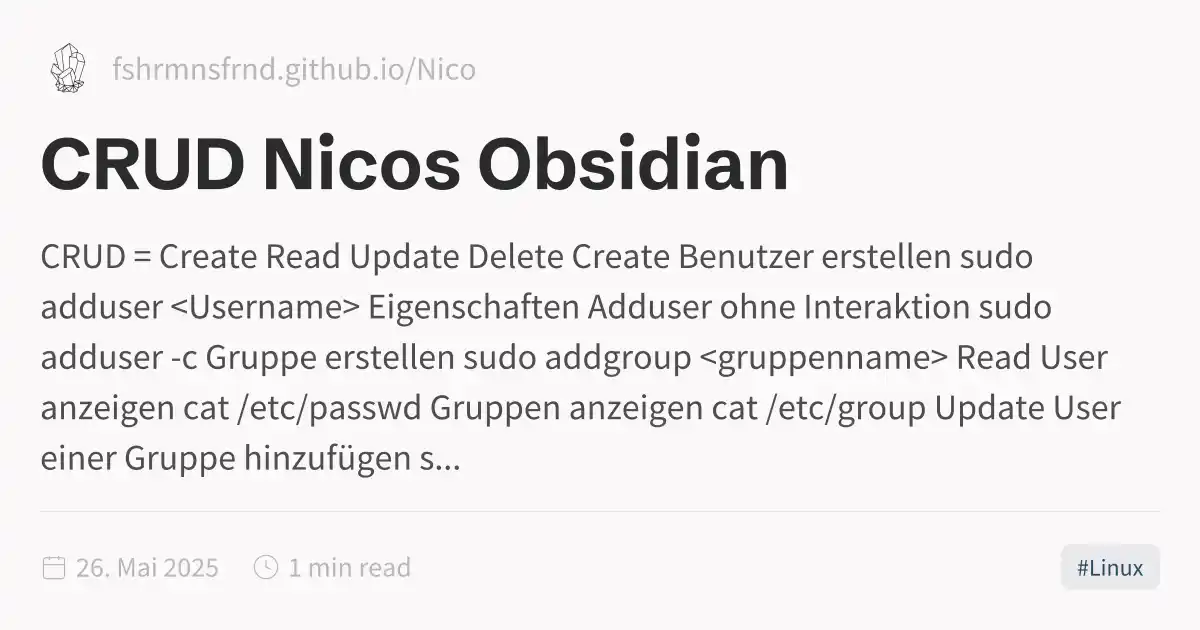 fshrmnsfrnd.github.io/Nico
CRUD Nicos Obsidian
CRUD = Create Read Update Delete Create Benutzer erstellen sudo
adduser <Username> Eigenschaften Adduser ohne Interaktion sudo
adduser -c Gruppe erstellen sudo addgroup <gruppenname> Read User
anzeigen cat /etc/passwd Gruppen anzeigen cat /etc/group Update User
einer Gruppe hinzufügen s...
26. Mai 2025 1 min read #Linux